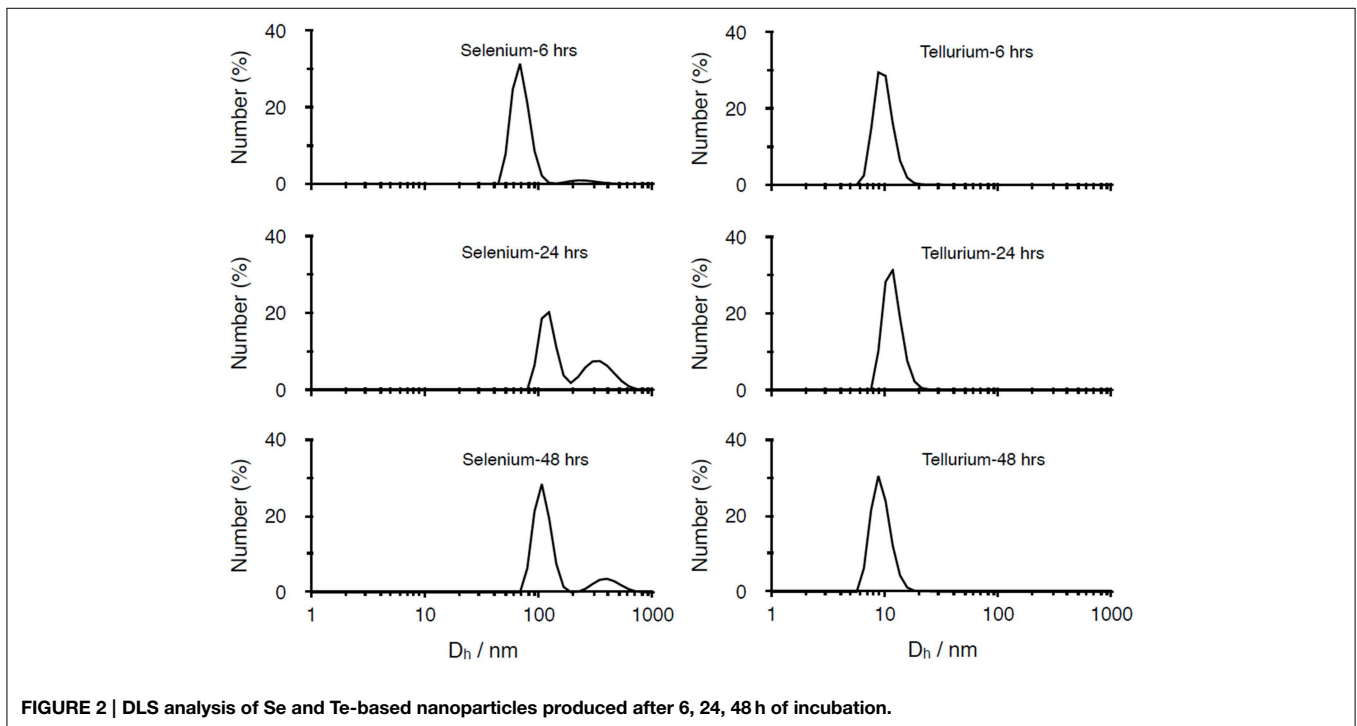 40
20
0
Number (%)
Selenium-6 hrs
40
20
0
Number (%)
Tellurium-6 hrs
40
20
0
Number (%)
Selenium-24 hrs
40
20
0
Number (%)
Tellurium-24 hrs
40
20
0
Number (%)
Selenium-48 hrs
1 10 100 1000
Dh / nm
40
20
0
Number (%)
Tellurium-48 hrs
1 10 100 1000
Dh / nm
FIGURE 2 | DLS analysis of Se and Te-based nanoparticles produced after 6, 24, 48 h of incubation.